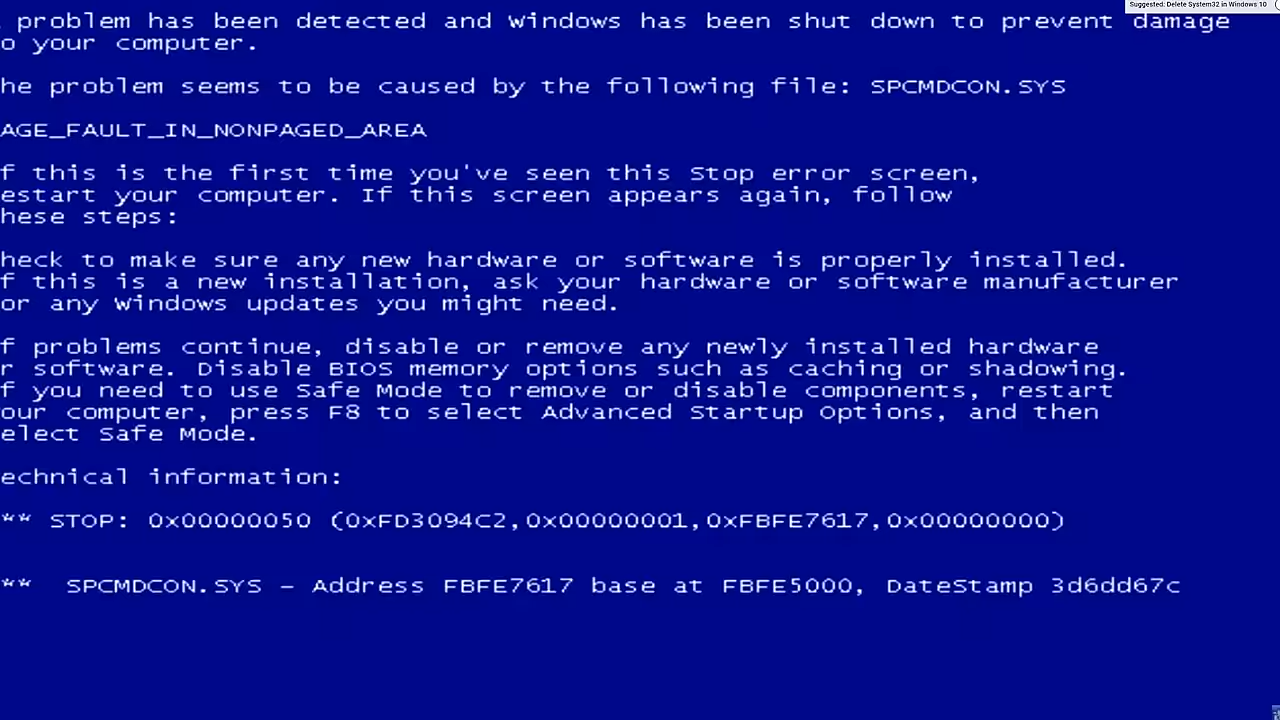 Suggested: Delete System32 in Windows 10
problem has been detected and Windows has been shut down to prevent damage
o your computer.
he problem seems to be caused by the following file: SPCMDCON.SYS
AGE_FAULT_IN_NONPAGED_AREA
f this is the first time you've seen this Stop error screen,
estart your computer. If this screen appears again, follow
hese steps:
heck to make sure any new hardware or software is properly installed.
f this is a new installation, ask your hardware or software manufacturer
or any Windows updates you might need.
f problems continue, disable or remove any newly installed hardware
r software. Disable BIOS memory options such as caching or shadowing.
f you need to use Safe Mode to remove or disable components, restart
our computer, press F8 to select Advanced Startup Options, and then
elect Safe Mode.
echnical information:
** STOP: 0x00000050 (0xFD3094C2,0x00000001,0xFBFE7617,0x00000000)
** SPCMDCON.SYS - Address FBFE7617 base at FBFE5000, DateStamp 3d6dd67c